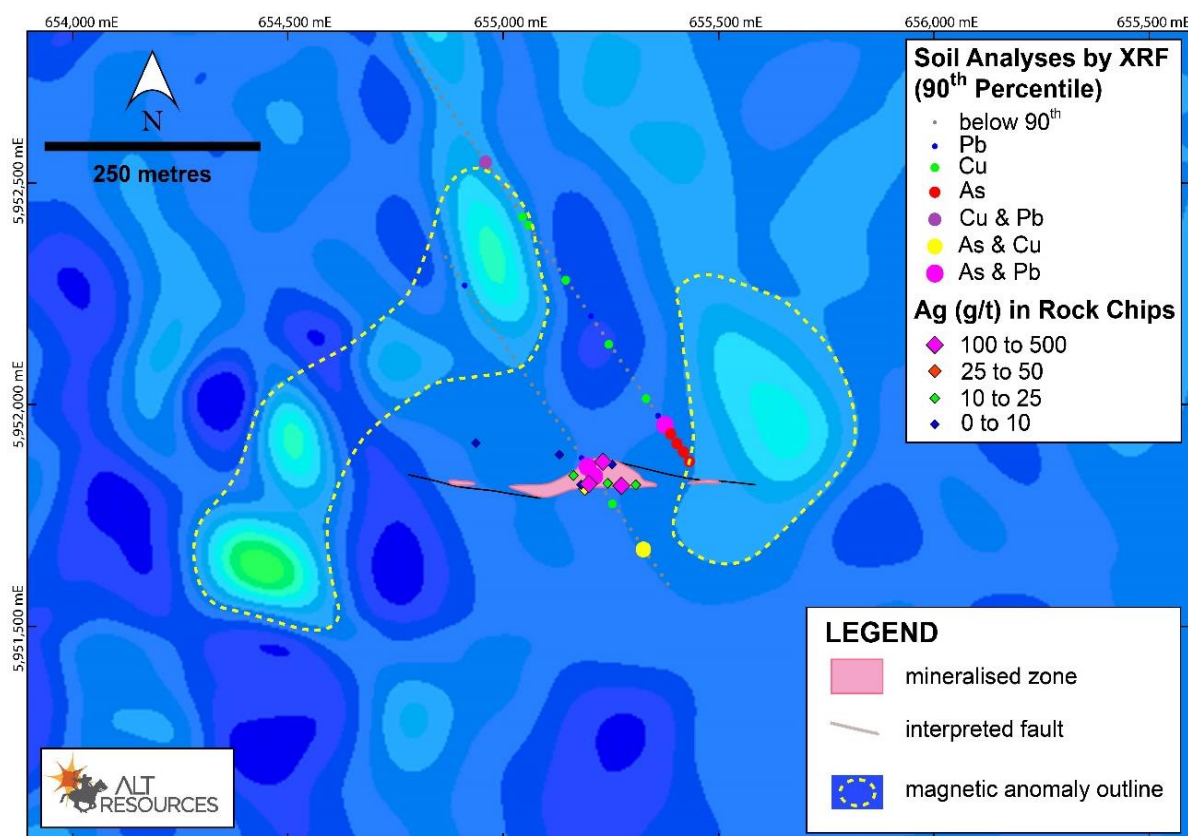 654,000 mE 654,500 mE 655,000 mE 655,500 mE 656,000 mE 655,500 mE
5,952,500 mE
5,952,000 mE
5,951,500 mE
N
250 metres
Soil Analyses by XRF
(90th Percentile)
below 90th
Pb
Cu
As
Cu & Pb
As & Cu
As & Pb
Ag (g/t) in Rock Chips
100 to 500
25 to 50
10 to 25
0 to 10
LEGEND
mineralised zone
interpreted fault
magnetic anomaly outline
ALT
RESOURCES